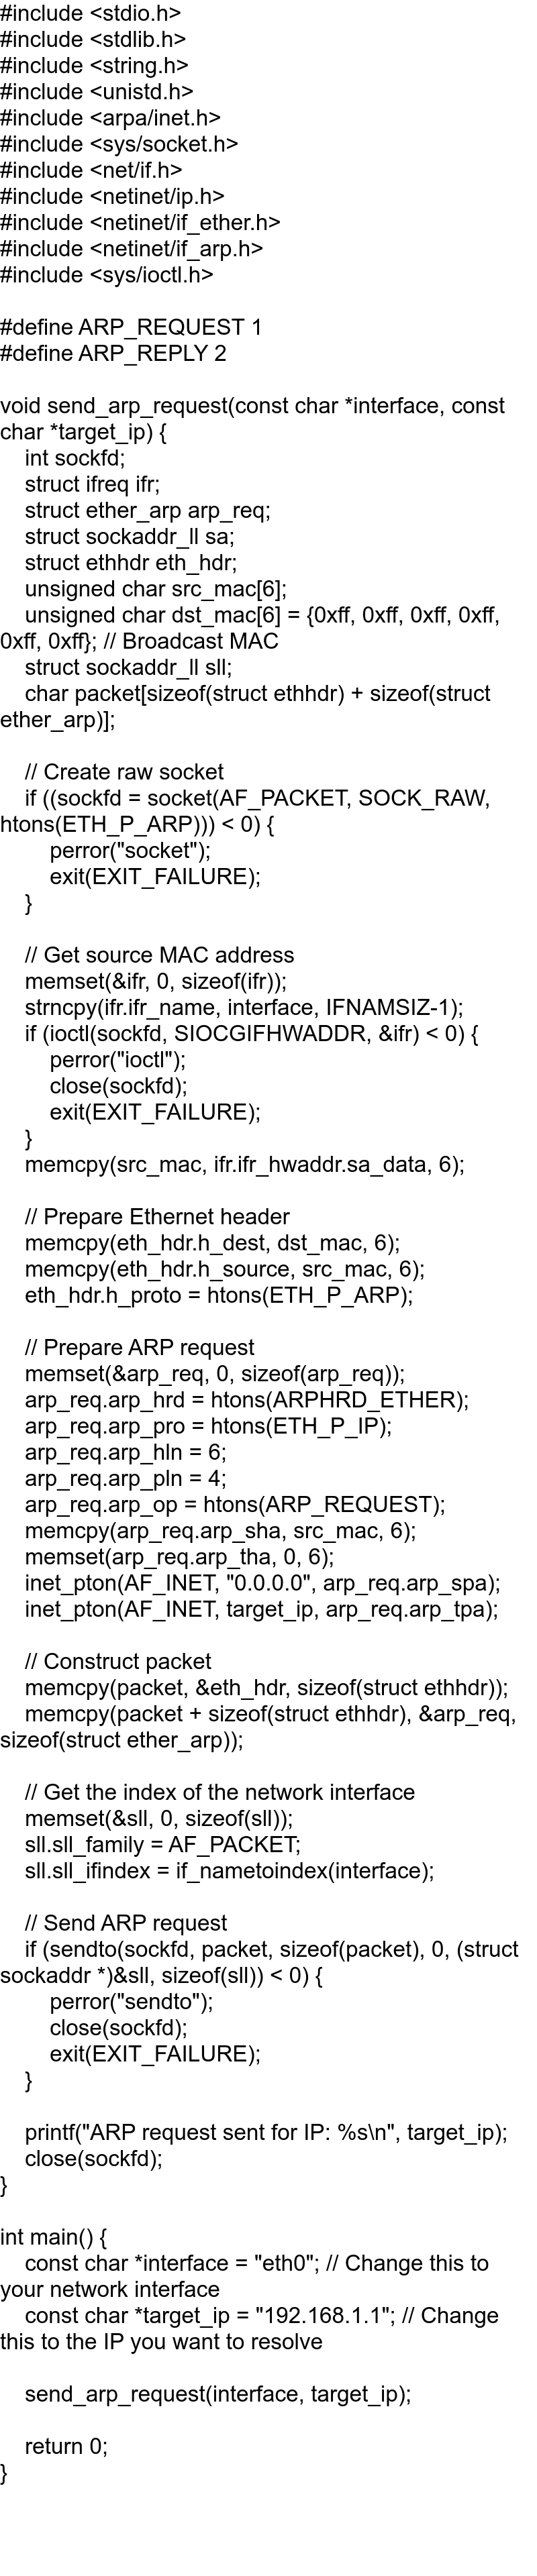 #include <stdio.h>
#include <stdlib.h>
#include <string.h>
#include <unistd.h>
#include <arpa/inet.h>
#include <sys/socket.h>
#include <net/if.h>
#include <netinet/ip.h>
#include <netinet/if_ether.h>
#include <netinet/if_arp.h>
#include <sys/ioctl.h>

#define ARP_REQUEST 1
#define ARP_REPLY 2

void send_arp_request(const char *interface, const
char *target_ip) {
    int sockfd;
    struct ifreq ifr;
    struct ether_arp arp_req;
    struct sockaddr_ll sa;
    struct ethhdr eth_hdr;
    unsigned char src_mac[6];
    unsigned char dst_mac[6] = {0xff, 0xff, 0xff, 0xff,
0xff, 0xff}; // Broadcast MAC
    struct sockaddr_ll sll;
    char packet[sizeof(struct ethhdr) + sizeof(struct
ether_arp)];

    // Create raw socket
    if ((sockfd = socket(AF_PACKET, SOCK_RAW,
htons(ETH_P_ARP))) < 0) {
        perror("socket");
        exit(EXIT_FAILURE);
    }

    // Get source MAC address
    memset(&ifr, 0, sizeof(ifr));
    strncpy(ifr.ifr_name, interface, IFNAMSIZ-1);
    if (ioctl(sockfd, SIOCGIFHWADDR, &ifr) < 0) {
        perror("ioctl");
        close(sockfd);
        exit(EXIT_FAILURE);
    }
    memcpy(src_mac, ifr.ifr_hwaddr.sa_data, 6);

    // Prepare Ethernet header
    memcpy(eth_hdr.h_dest, dst_mac, 6);
    memcpy(eth_hdr.h_source, src_mac, 6);
    eth_hdr.h_proto = htons(ETH_P_ARP);

    // Prepare ARP request
    memset(&arp_req, 0, sizeof(arp_req));
    arp_req.arp_hrd = htons(ARPHRD_ETHER);
    arp_req.arp_pro = htons(ETH_P_IP);
    arp_req.arp_hln = 6;
    arp_req.arp_pln = 4;
    arp_req.arp_op = htons(ARP_REQUEST);
    memcpy(arp_req.arp_sha, src_mac, 6);
    memset(arp_req.arp_tha, 0, 6);
    inet_pton(AF_INET, "0.0.0.0", arp_req.arp_spa);
    inet_pton(AF_INET, target_ip, arp_req.arp_tpa);

    // Construct packet
    memcpy(packet, &eth_hdr, sizeof(struct ethhdr));
    memcpy(packet + sizeof(struct ethhdr), &arp_req,
sizeof(struct ether_arp));

    // Get the index of the network interface
    memset(&sll, 0, sizeof(sll));
    sll.sll_family = AF_PACKET;
    sll.sll_ifindex = if_nametoindex(interface);

    // Send ARP request
    if (sendto(sockfd, packet, sizeof(packet), 0, (struct
sockaddr *)&sll, sizeof(sll)) < 0) {
        perror("sendto");
        close(sockfd);
        exit(EXIT_FAILURE);
    }

    printf("ARP request sent for IP: %s\n", target_ip);
    close(sockfd);
}

int main() {
    const char *interface = "eth0"; // Change this to
your network interface
    const char *target_ip = "192.168.1.1"; // Change
this to the IP you want to resolve

    send_arp_request(interface, target_ip);

    return 0;
}